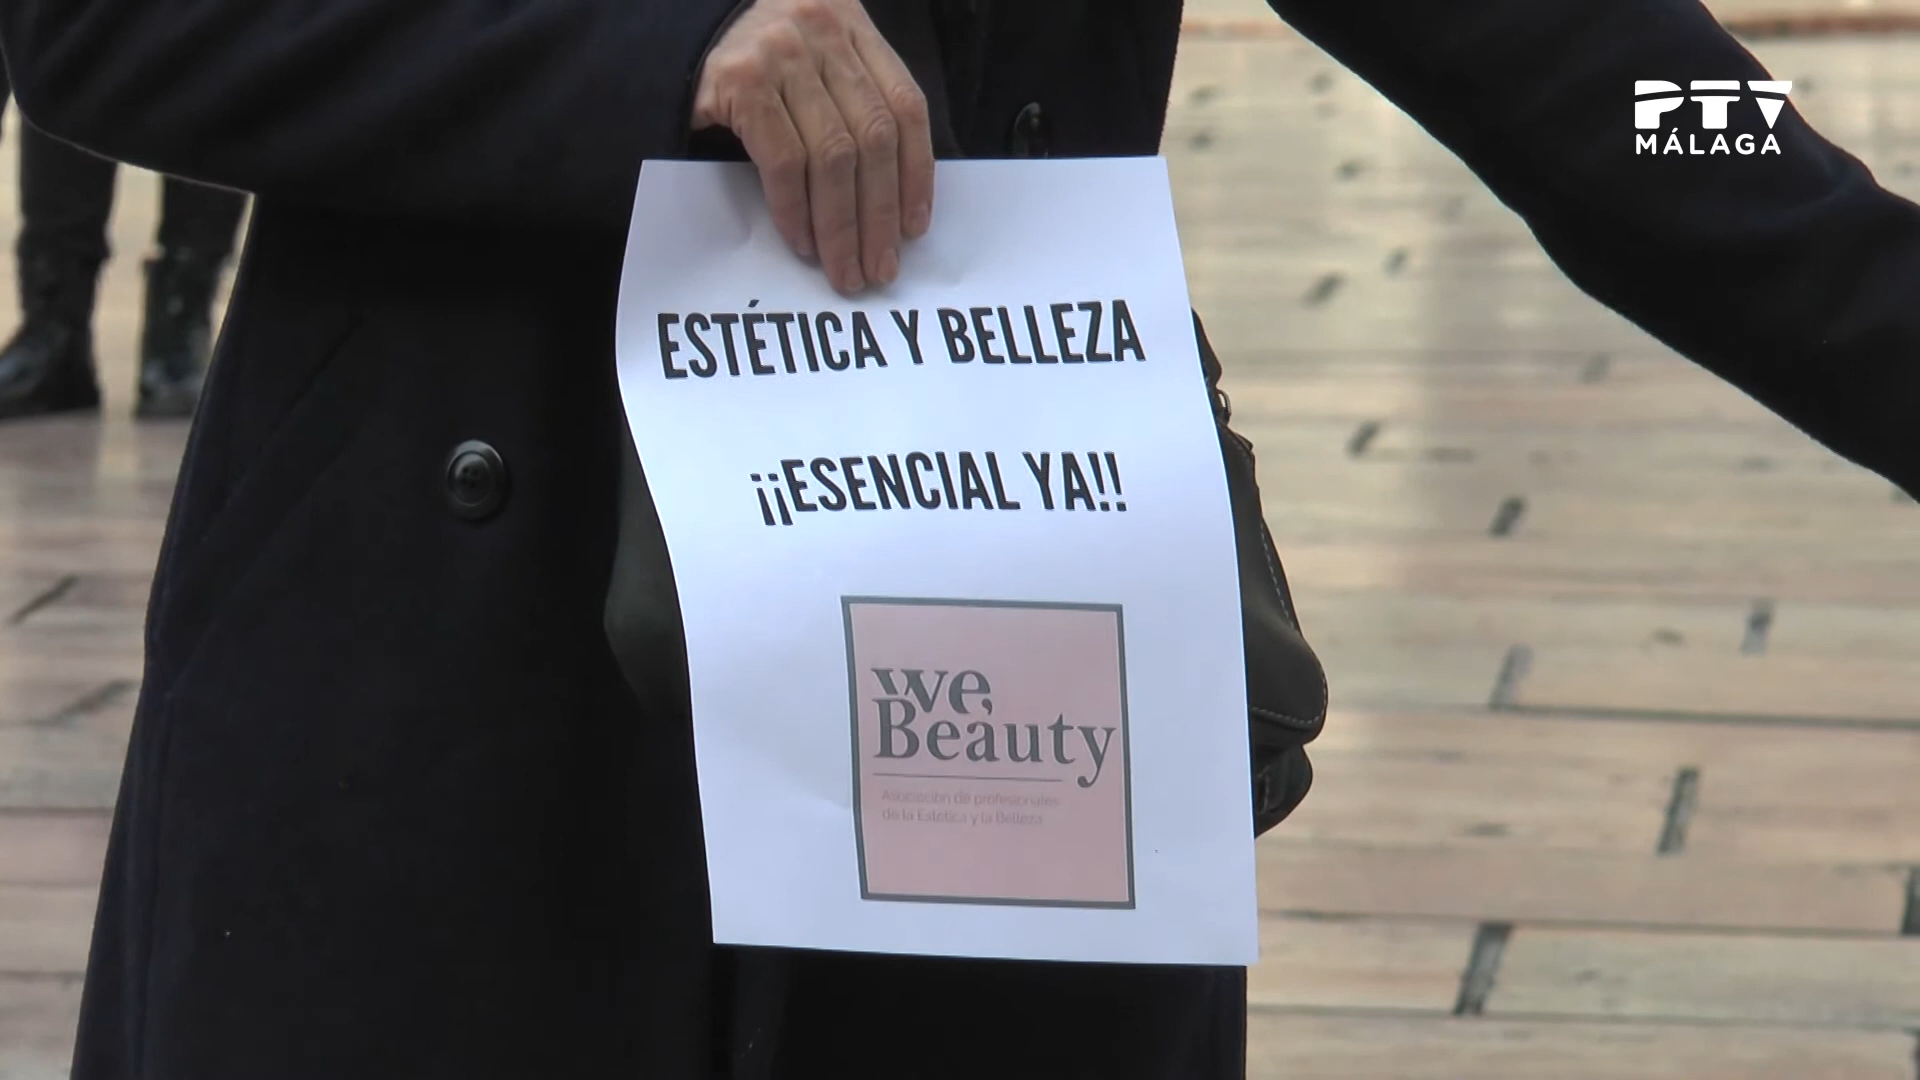 PTV
MÁLAGA
ESTÉTICA Y BELLEZA
¡¡ESENCIAL YA!!
we
Beauty
Asociación de profesionales
de la Estética y la Belleza